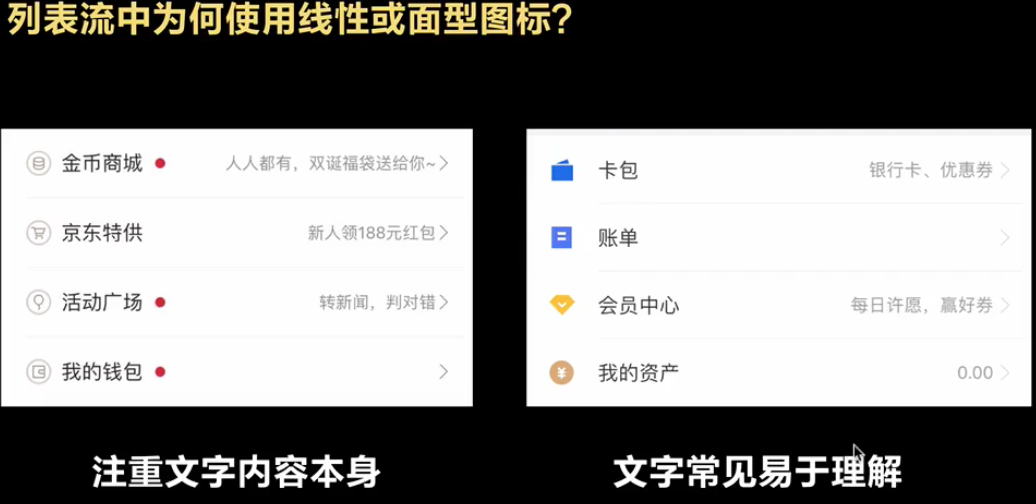 列表流中为何使用线性或面型图标?
金币商城 人人都有，双诞福袋送给你~
京东特供 新人领188元红包
活动广场 转新闻，判对错
我的钱包
注重文字内容本身
卡包 银行卡、优惠券
账单
会员中心 每日许愿，赢好券
¥ 我的资产 0.00
文字常见易于理解